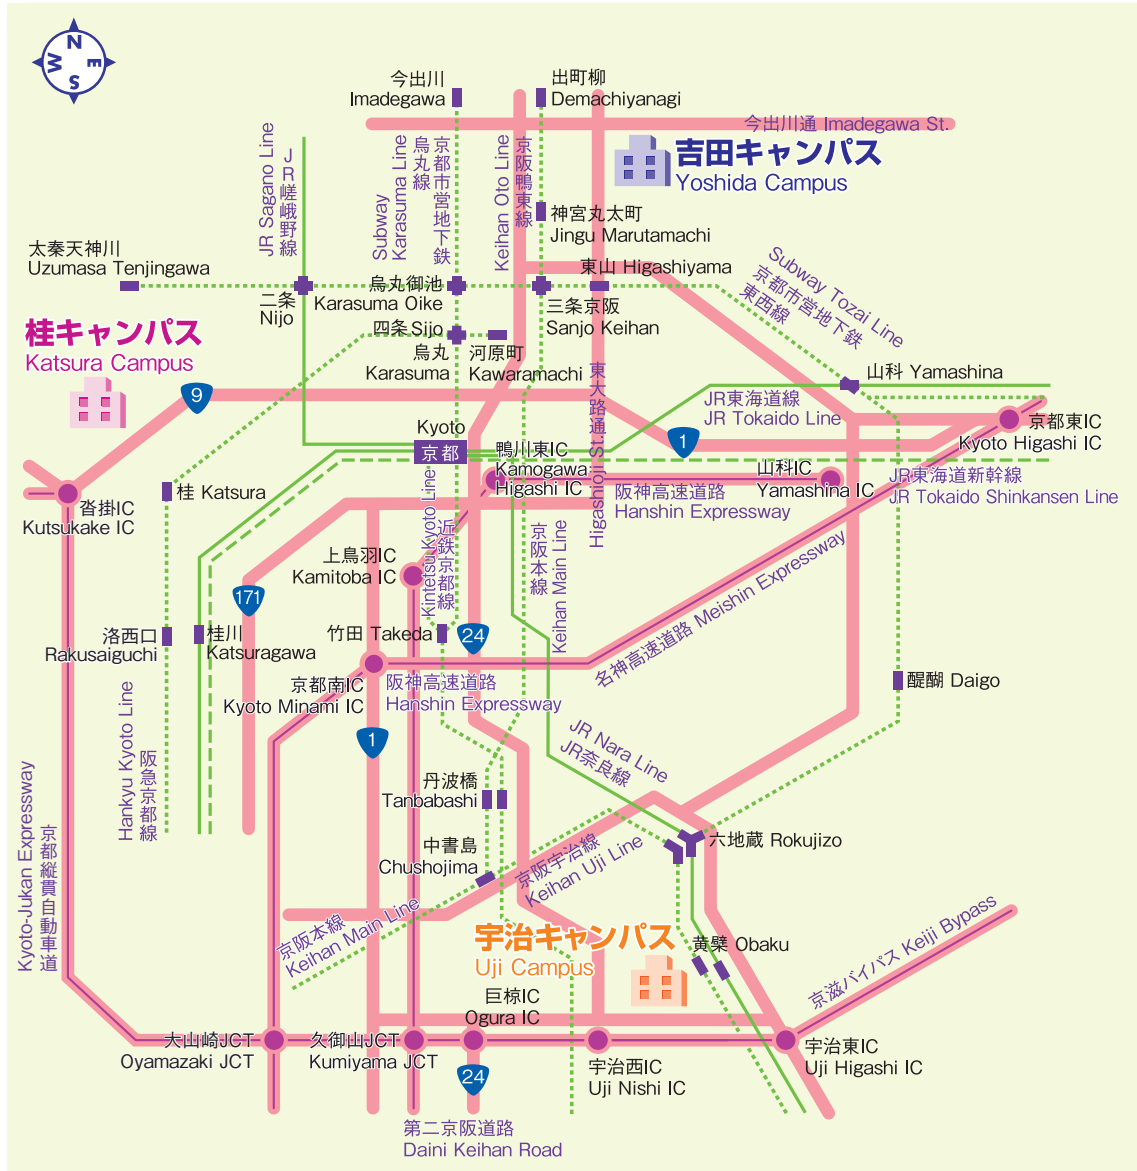 N
E
S
W
今出川
Imadegawa
出町柳
Demachiyanagi
今出川通 Imadegawa St.
吉田キャンパス
Yoshida Campus
JR Sagano Line
JR嵯峨野線
Subway
Karasuma Line
烏丸線
京都市営地下鉄
Keihan Oto Line
京阪鴨東線
神宮丸太町
Jingu Marutamachi
太秦天神川
Uzumasa Tenjingawa
東山 Higashiyama
Subway Tozai Line
京都市営地下鉄
東西線
二条
Nijo
烏丸御池
Karasuma Oike
三条京阪
Sanjo Keihan
桂キャンパス
Katsura Campus
四条 Sijo
烏丸
Karasuma
河原町
Kawaramachi
東大路通
Higashioji St.
山科 Yamashina
JR東海道線
JR Tokaido Line
9
1
京都東IC
Kyoto Higashi IC
Kyoto
京都
鴨川東IC
Kamogawa
Higashi IC
山科IC
Yamashina IC
JR東海道新幹線
JR Tokaido Shinkansen Line
阪神高速道路
Hanshin Expressway
桂 Katsura
沓掛IC
Kutsukake IC
Kintetsu Kyoto Line
近鉄京都線
京阪本線
Keihan Main Line
上鳥羽IC
Kamitoba IC
171
24
名神高速道路 Meishin Expressway
竹田 Takeda
洛西口
Rakusaiguchi
桂川
Katsuragawa
京都南IC
Kyoto Minami IC
阪神高速道路
Hanshin Expressway
醍醐 Daigo
1
JR Nara Line
JR奈良線
Hankyu Kyoto Line
阪急京都線
Kyoto-Jukan Expressway
京都縦貫自動車道
丹波橋
Tanbabashi
中書島
Chushojima
六地蔵 Rokujizo
京阪宇治線
Keihan Uji Line
京阪本線
Keihan Main Line
宇治キャンパス
Uji Campus
黄檗 Obaku
京滋バイパス Keiji Bypass
巨椋IC
Ogura IC
大山崎JCT
Oyamazaki JCT
久御山JCT
Kumiyama JCT
宇治西IC
Uji Nishi IC
宇治東IC
Uji Higashi IC
24
第二京阪道路
Daini Keihan Road